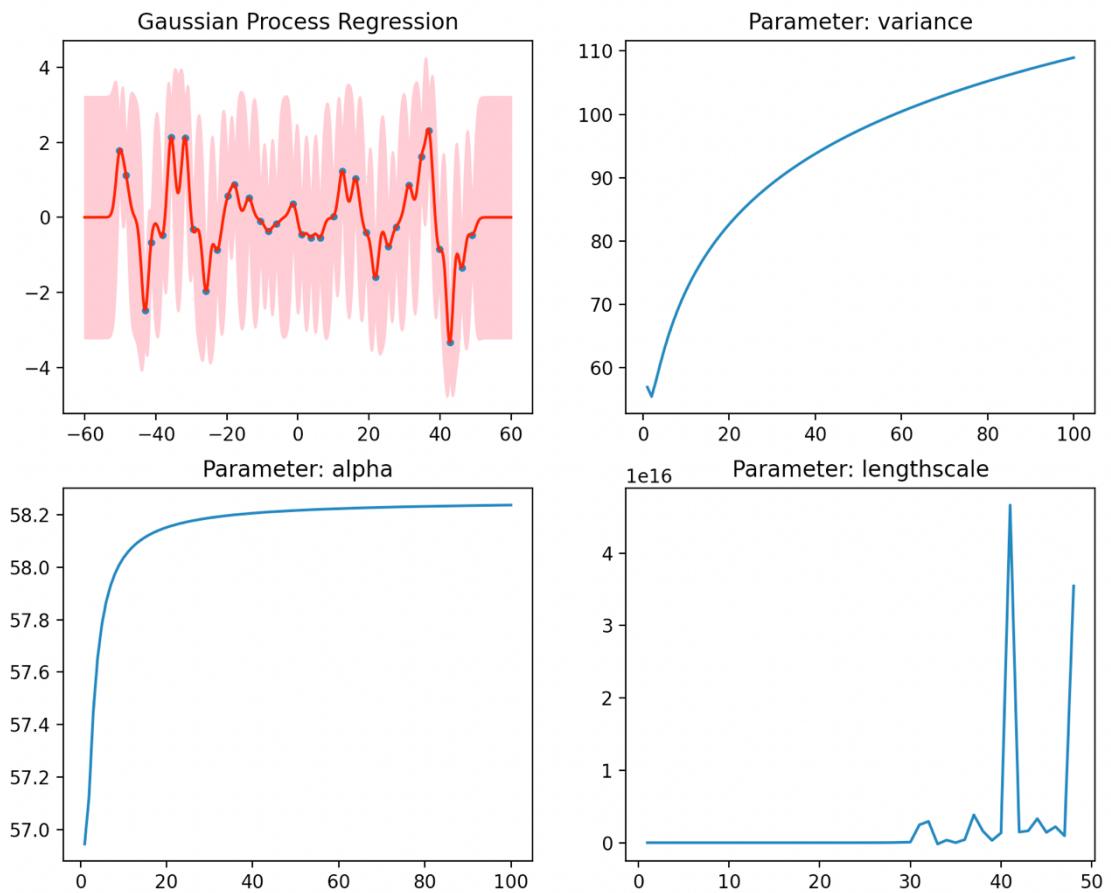 Gaussian Process Regression
4
2
0
−2
−4
−60 −40 −20 0 20 40 60
Parameter: variance
110
100
90
80
70
60
0 20 40 60 80 100
Parameter: alpha
58.2
58.0
57.8
57.6
57.4
57.2
57.0
0 20 40 60 80 100
1e16
Parameter: lengthscale
4
3
2
1
0
0 10 20 30 40 50